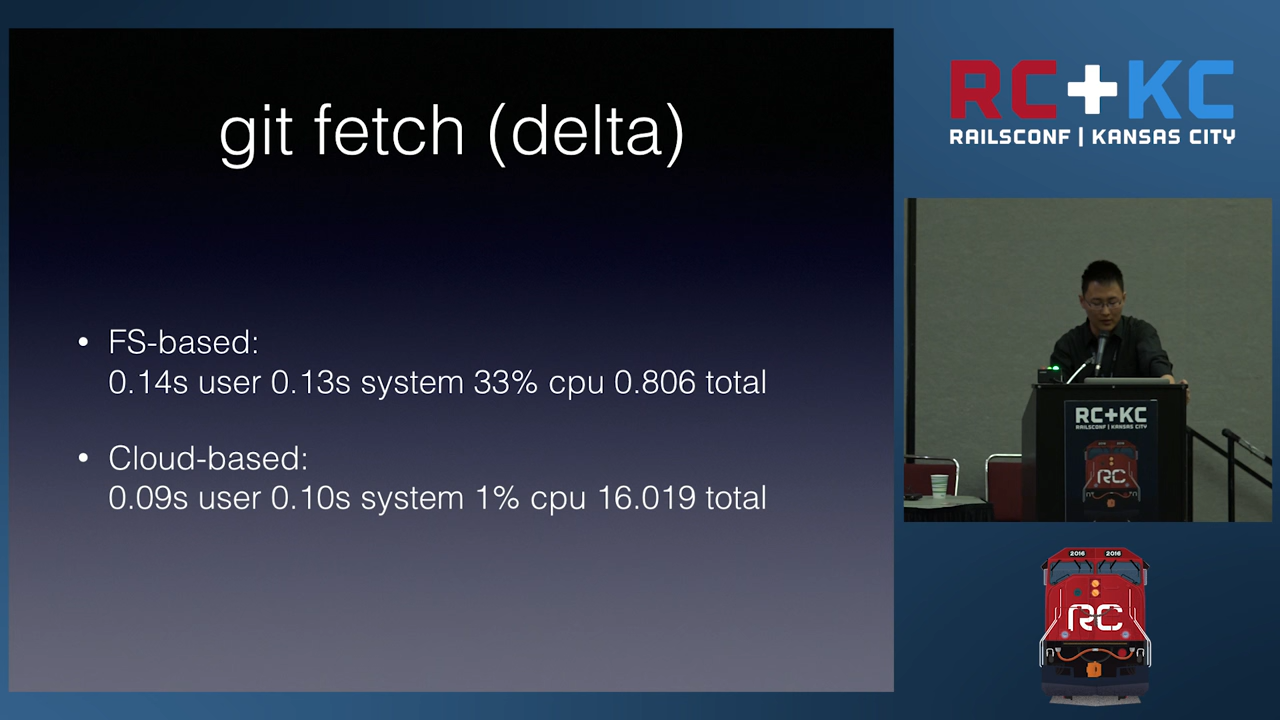 git fetch (delta)
• FS-based:
0.14s user 0.13s system 33% cpu 0.806 total
• Cloud-based:
0.09s user 0.10s system 1% cpu 16.019 total
RC+KC
RAILSCONF | KANSAS CITY
RC+KC
RAILSCONF | KANSAS CITY
RC
2016 2016
RC